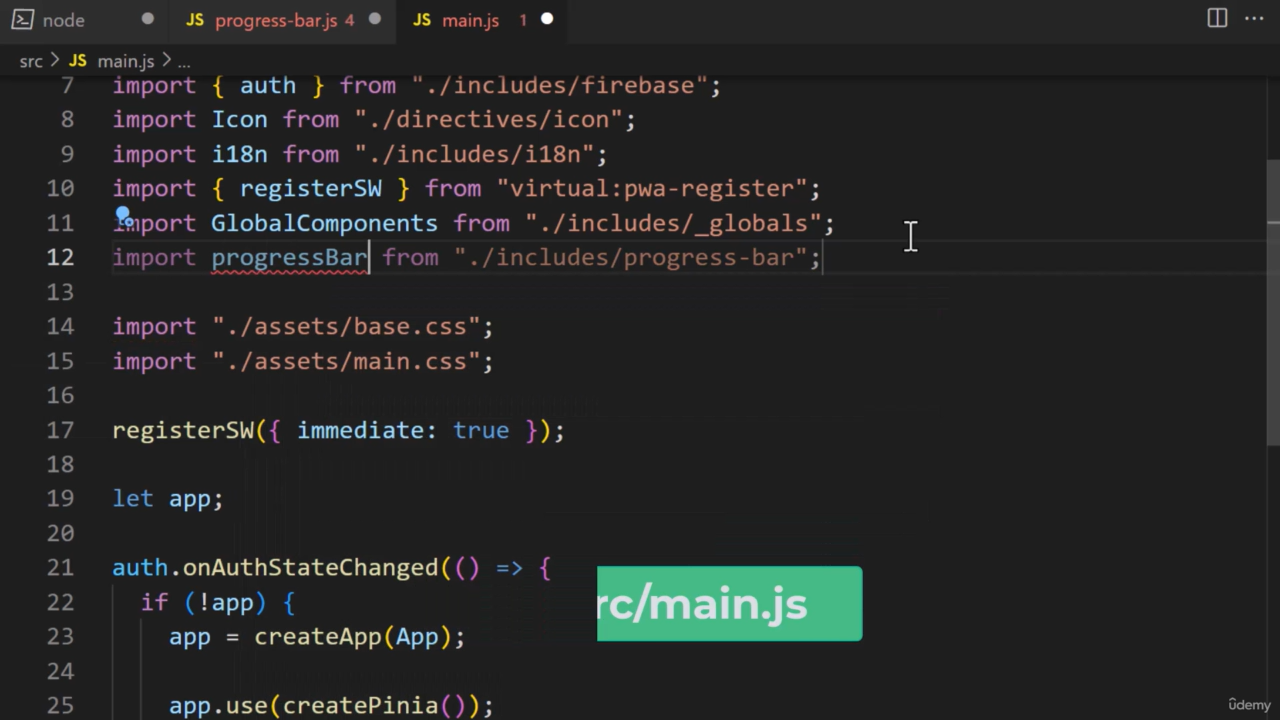 node
JS progress-bar.js 4
JS main.js 1
src > JS main.js > ...
7 import { auth } from "./includes/firebase";
8 import Icon from "./directives/icon";
9 import i18n from "./includes/i18n";
10 import { registerSW } from "virtual:pwa-register";
11 import GlobalComponents from "./includes/_globals";
12 import progressBar from "./includes/progress-bar";
13
14 import "./assets/base.css";
15 import "./assets/main.css";
16
17 registerSW({ immediate: true });
18
19 let app;
20
21 auth.onAuthStateChanged(() => {
22 if (!app) {
23 app = createApp(App);
24
25 app.use(createPinia());
rc/main.js
ûdemy